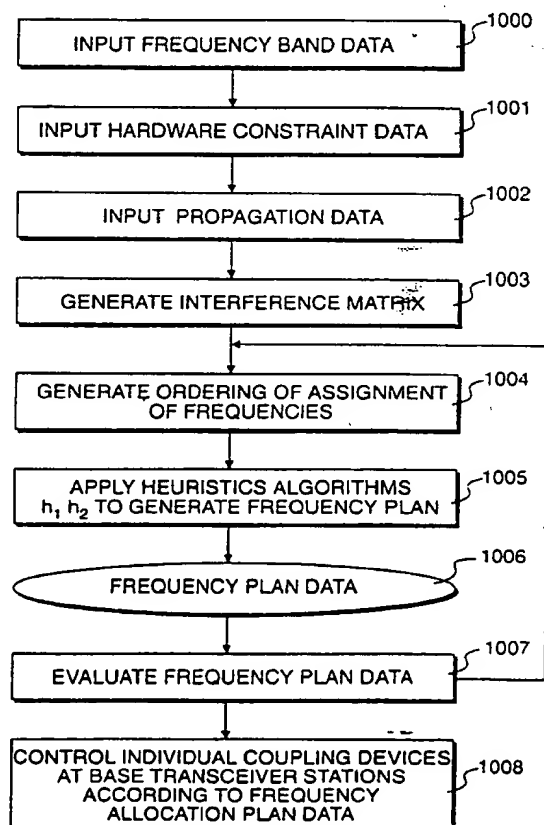 1000
INPUT FREQUENCY BAND DATA
1001
INPUT HARDWARE CONSTRAINT DATA
1002
INPUT PROPAGATION DATA
1003
GENERATE INTERFERENCE MATRIX
1004
GENERATE ORDERING OF ASSIGNMENT
OF FREQUENCIES
1005
APPLY HEURISTICS ALGORITHMS
h1 h2 TO GENERATE FREQUENCY PLAN
1006
FREQUENCY PLAN DATA
1007
EVALUATE FREQUENCY PLAN DATA
CONTROL INDIVIDUAL COUPLING DEVICES
AT BASE TRANSCEIVER STATIONS
1008
ACCORDING TO FREQUENCY
ALLOCATION PLAN DATA